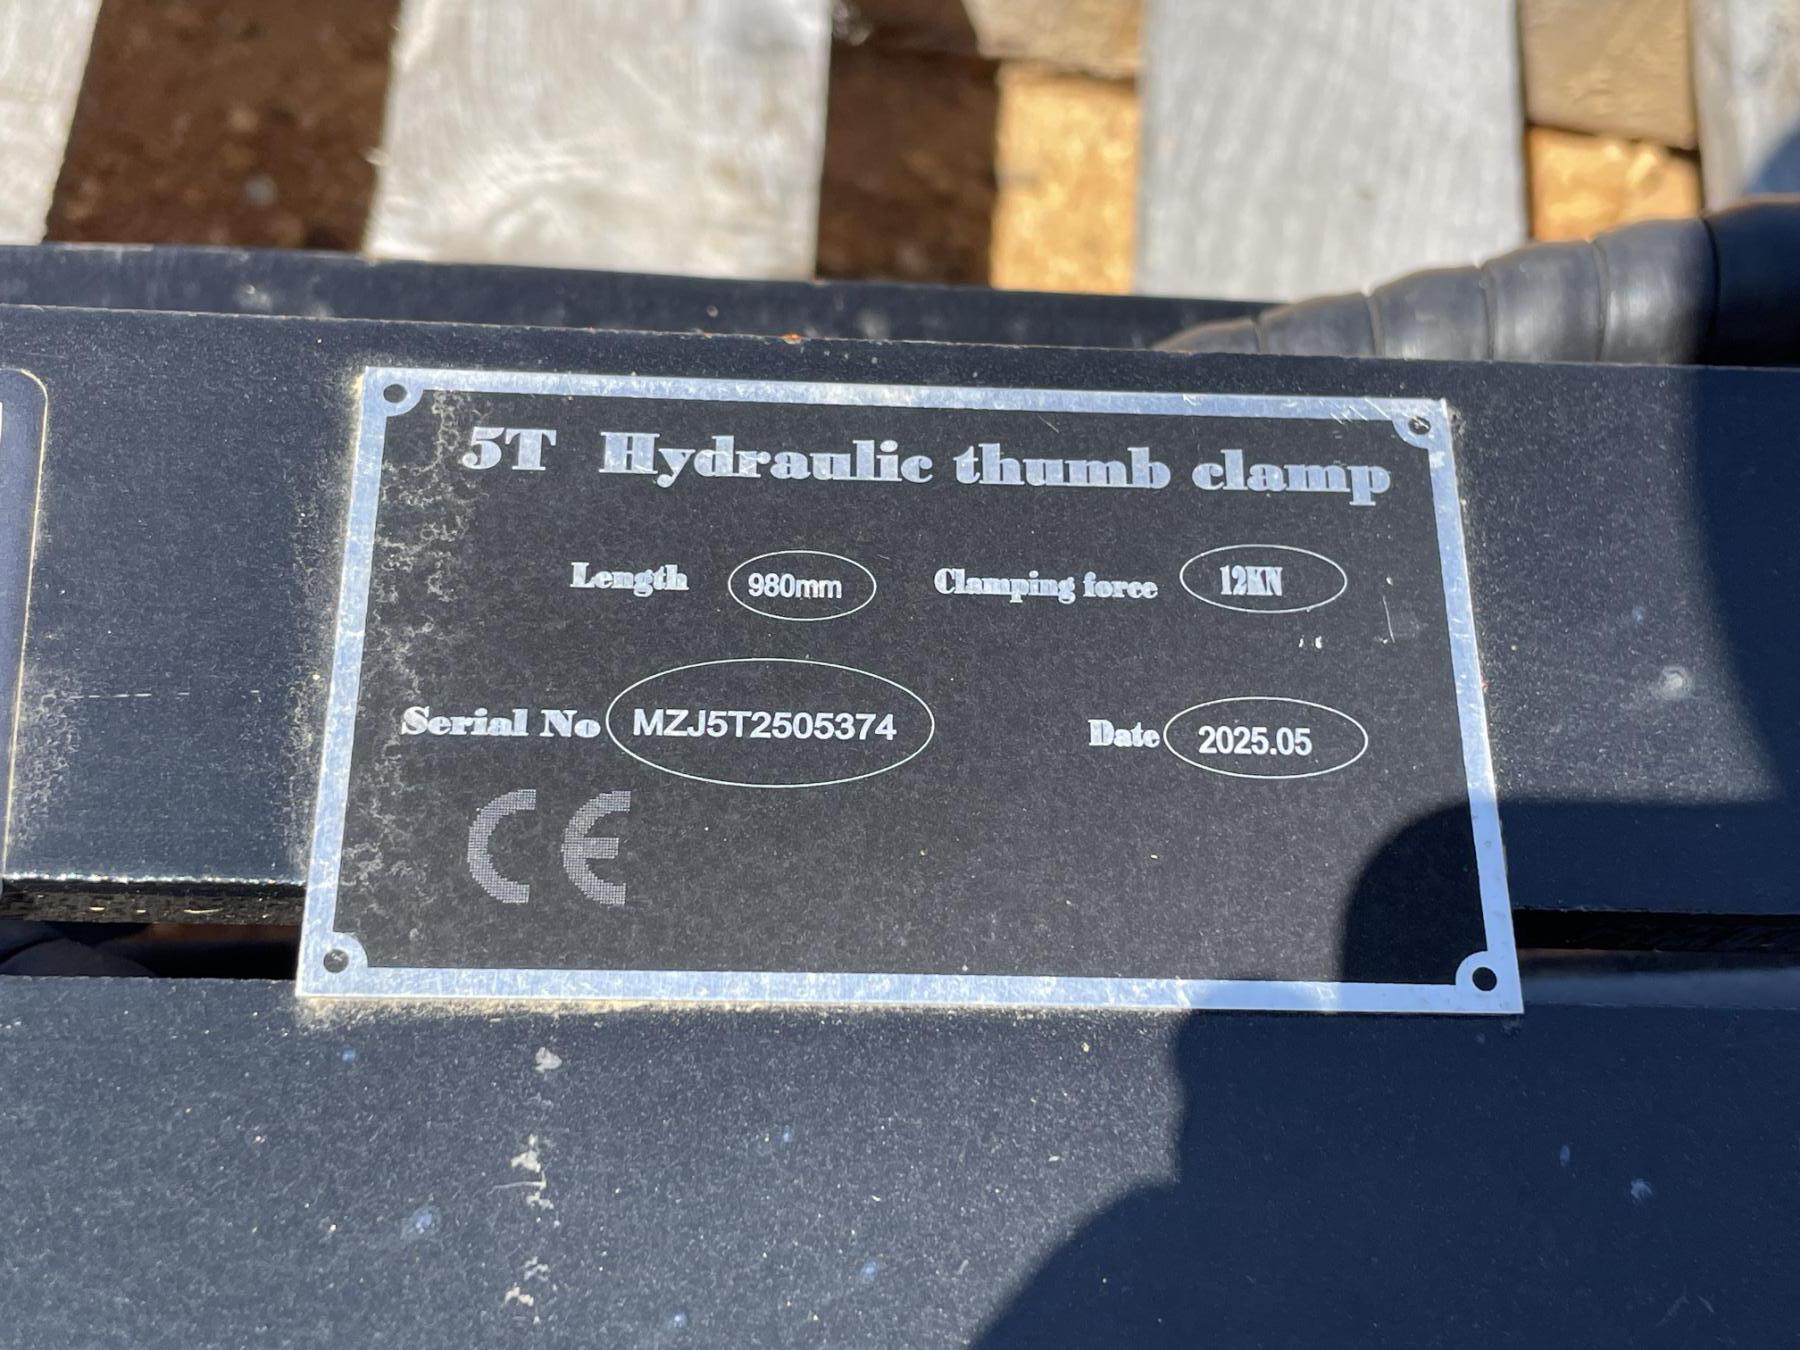 5T Hydraulic thumb clamp
Length 980mm Clamping force 12KN
Serial No MZJ5T2505374 Date 2025.05
CE